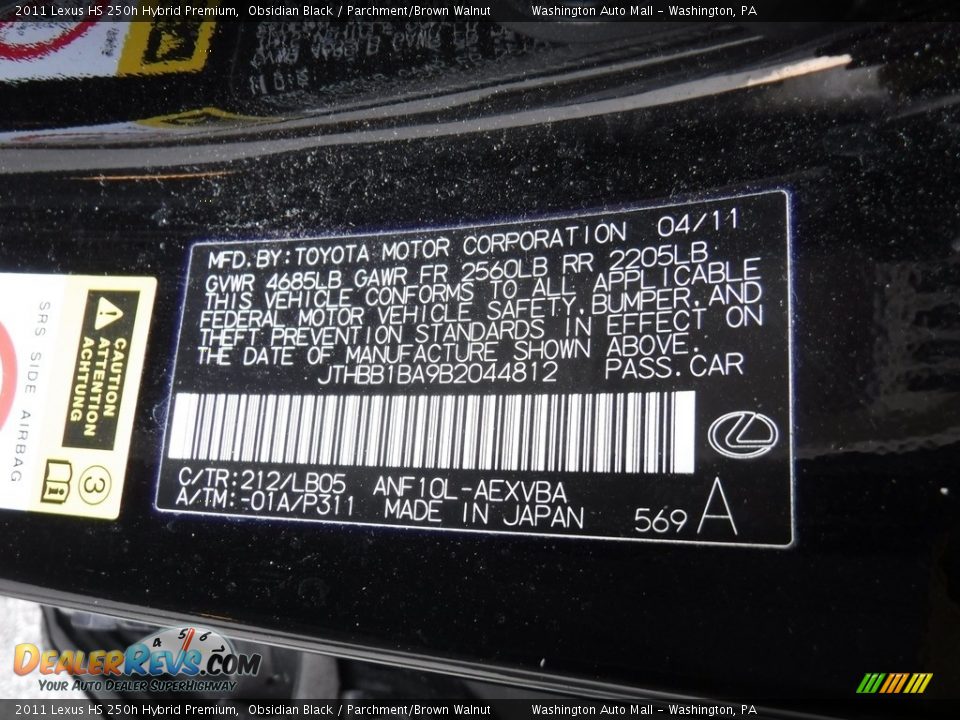 2011 Lexus HS 250h Hybrid Premium, Obsidian Black / Parchment/Brown Walnut Washington Auto Mall - Washington, PA
MFD. BY: TOYOTA MOTOR CORPORATION 04/11
GVWR 4685LB GAWR FR 2560LB RR 2205LB
THIS VEHICLE CONFORMS TO ALL APPLICABLE
FEDERAL MOTOR VEHICLE SAFETY, BUMPER, AND
THEFT PREVENTION STANDARDS IN EFFECT ON
THE DATE OF MANUFACTURE SHOWN ABOVE.
JTHBB1BA9B2044812 PASS. CAR
C/TR: 212/LB05 ANF10L-AEXVBA
A/TM: -01A/P311 MADE IN JAPAN 569 A
CAUTION
ATTENTION
ACHTUNG
SRS SIDE AIRBAG
3
4 5 6
DEALERREVS.COM
YOUR AUTO DEALER SUPERHIGHWAY
2011 Lexus HS 250h Hybrid Premium, Obsidian Black / Parchment/Brown Walnut Washington Auto Mall - Washington, PA